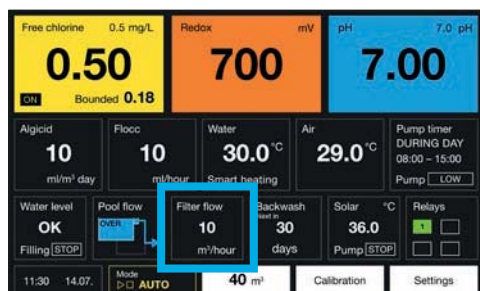 Free chlorine 0.5 mg/L
0.50
ON Bounded 0.18
Redox mV
700
pH 7.0 pH
7.00
Algicid
10
ml/m³ day
Flocc
10
ml/hour
Water
30.0 °C
Smart heating
Air
29.0 °C
Pump timer
DURING DAY
08:00 – 15:00
Pump LOW
Water level
OK
Filling STOP
Pool flow
OVER
Filter flow
10
m³/hour
Backwash
Next in
30
days
Solar °C
36.0
Pump STOP
Relays
1
11:30 14.07.
Mode
AUTO
40 m³
Calibration
Settings